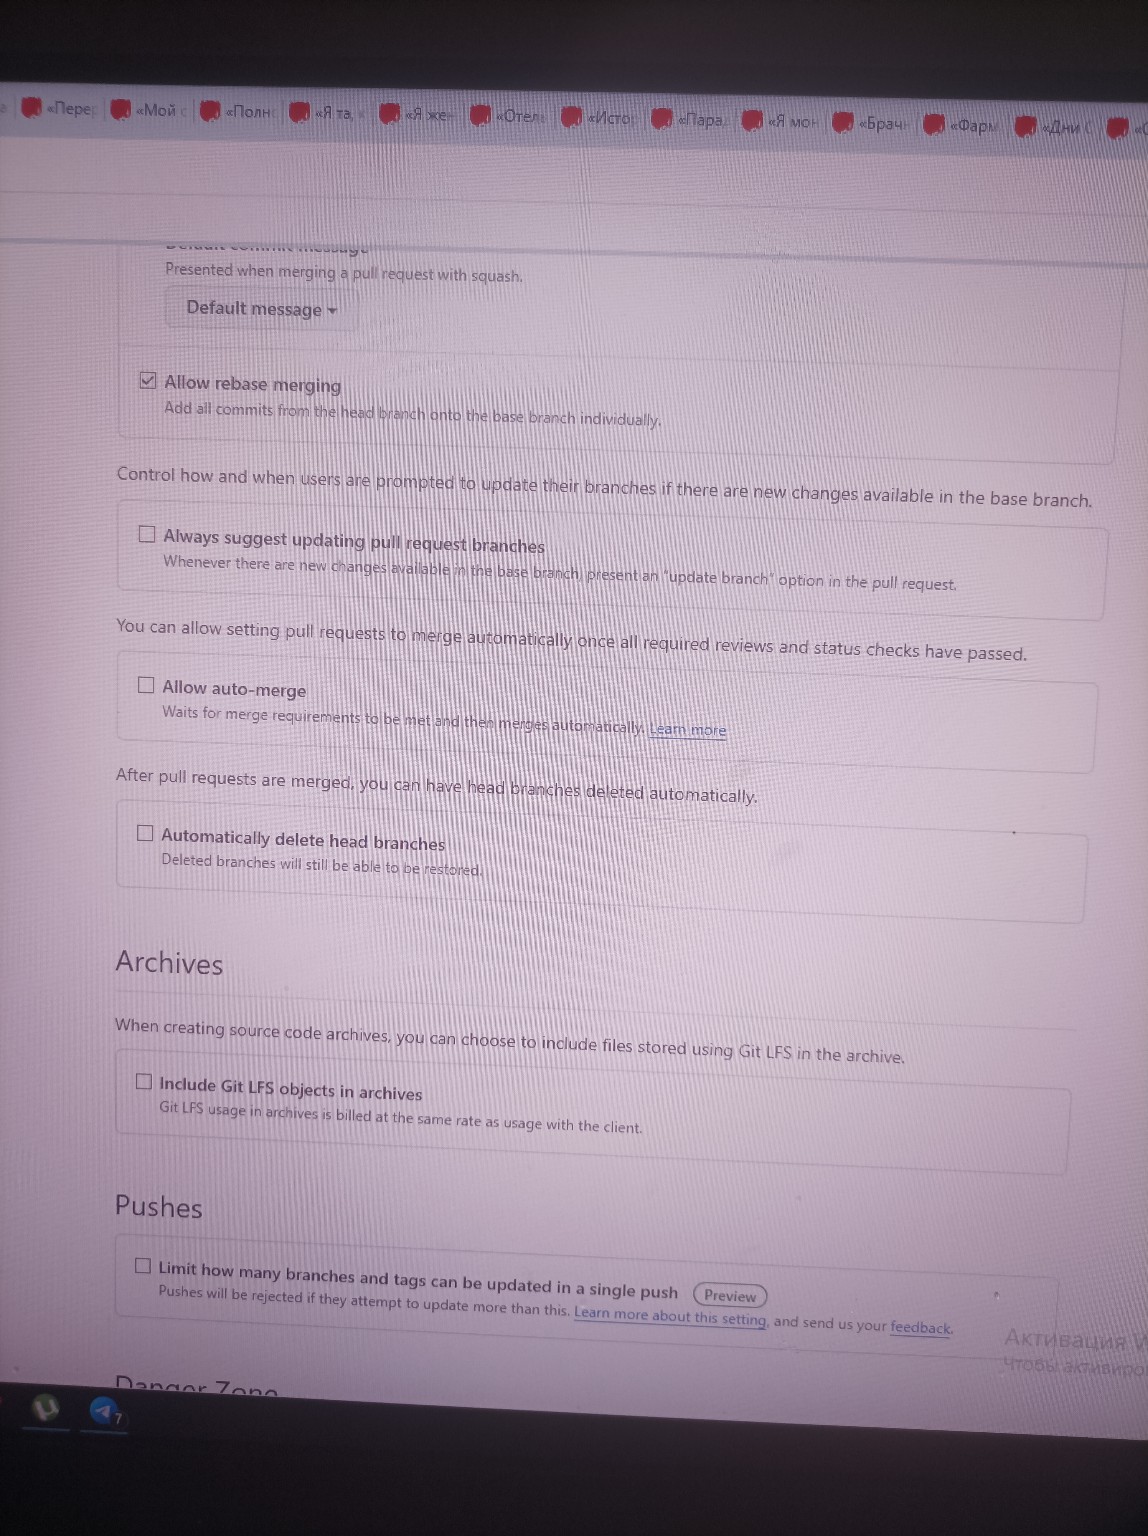 «Пере
«Мой
«Полн
«Я та,
«Я же
«Отел
«Исто
«Пара
«Я мон
«Брач
«Фарм
«Дни С
Default commit message
Presented when merging a pull request with squash.
Default message
Allow rebase merging
Add all commits from the head branch onto the base branch individually.
Control how and when users are prompted to update their branches if there are new changes available in the base branch.
Always suggest updating pull request branches
Whenever there are new changes available in the base branch, present an "update branch" option in the pull request.
You can allow setting pull requests to merge automatically once all required reviews and status checks have passed.
Allow auto-merge
Waits for merge requirements to be met and then merges automatically. Learn more
After pull requests are merged, you can have head branches deleted automatically.
Automatically delete head branches
Deleted branches will still be able to be restored.
Archives
When creating source code archives, you can choose to include files stored using Git LFS in the archive.
Include Git LFS objects in archives
Git LFS usage in archives is billed at the same rate as usage with the client.
Pushes
Limit how many branches and tags can be updated in a single push Preview
Pushes will be rejected if they attempt to update more than this. Learn more about this setting, and send us your feedback.
Активация W
Чтобы активиро
Danger Zone
7